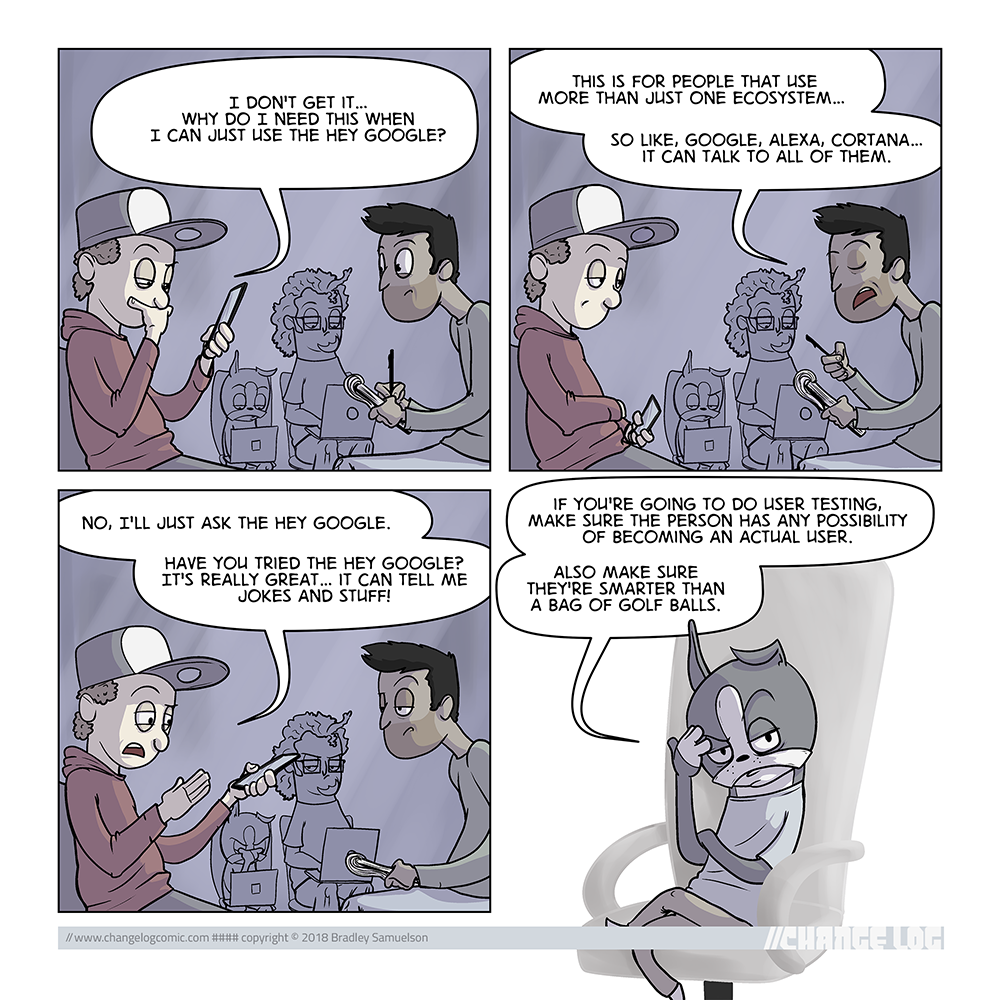 I DON'T GET IT...
WHY DO I NEED THIS WHEN
I CAN JUST USE THE HEY GOOGLE?
THIS IS FOR PEOPLE THAT USE
MORE THAN JUST ONE ECOSYSTEM...
SO LIKE, GOOGLE, ALEXA, CORTANA...
IT CAN TALK TO ALL OF THEM.
NO, I'LL JUST ASK THE HEY GOOGLE.
HAVE YOU TRIED THE HEY GOOGLE?
IT'S REALLY GREAT... IT CAN TELL ME
JOKES AND STUFF!
IF YOU'RE GOING TO DO USER TESTING,
MAKE SURE THE PERSON HAS ANY POSSIBILITY
OF BECOMING AN ACTUAL USER.
ALSO MAKE SURE
THEY'RE SMARTER THAN
A BAG OF GOLF BALLS.
//www.changelogcomic.com #### copyright © 2018 Bradley Samuelson
//CHANGE LOG